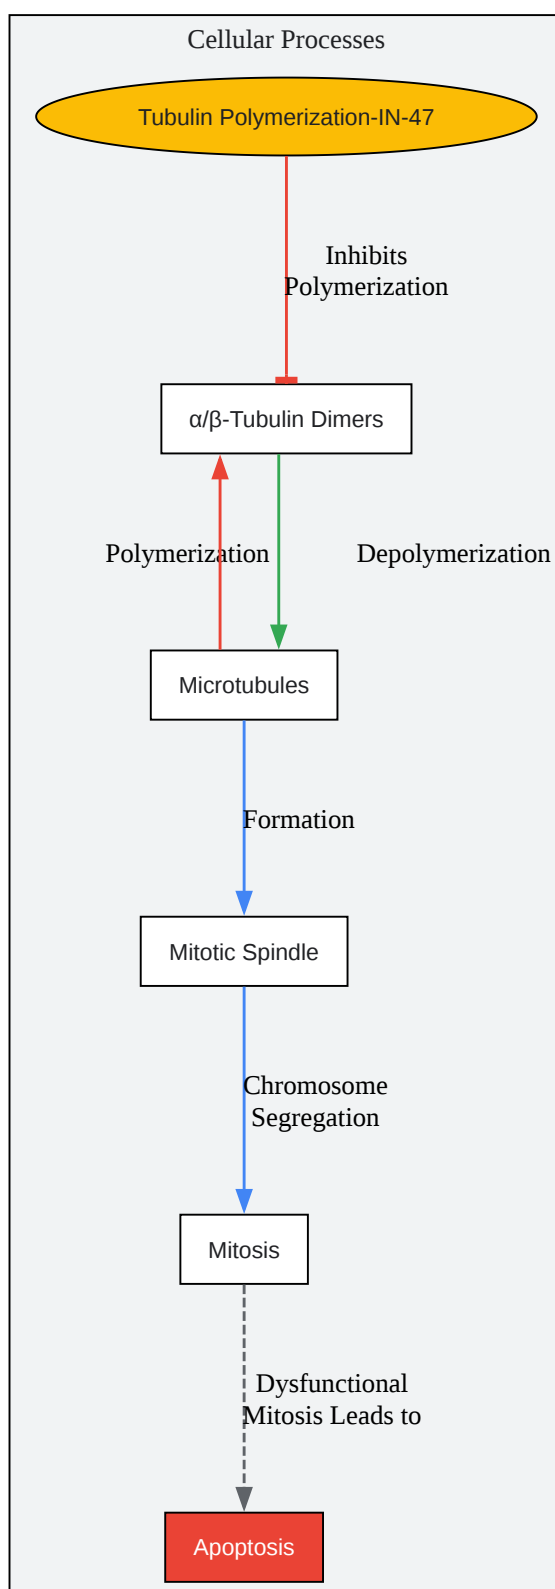 Cellular Processes
Tubulin Polymerization-IN-47
Inhibits
Polymerization
α/β-Tubulin Dimers
Polymerization
Depolymerization
Microtubules
Formation
Mitotic Spindle
Chromosome
Segregation
Mitosis
Dysfunctional
Mitosis Leads to
Apoptosis